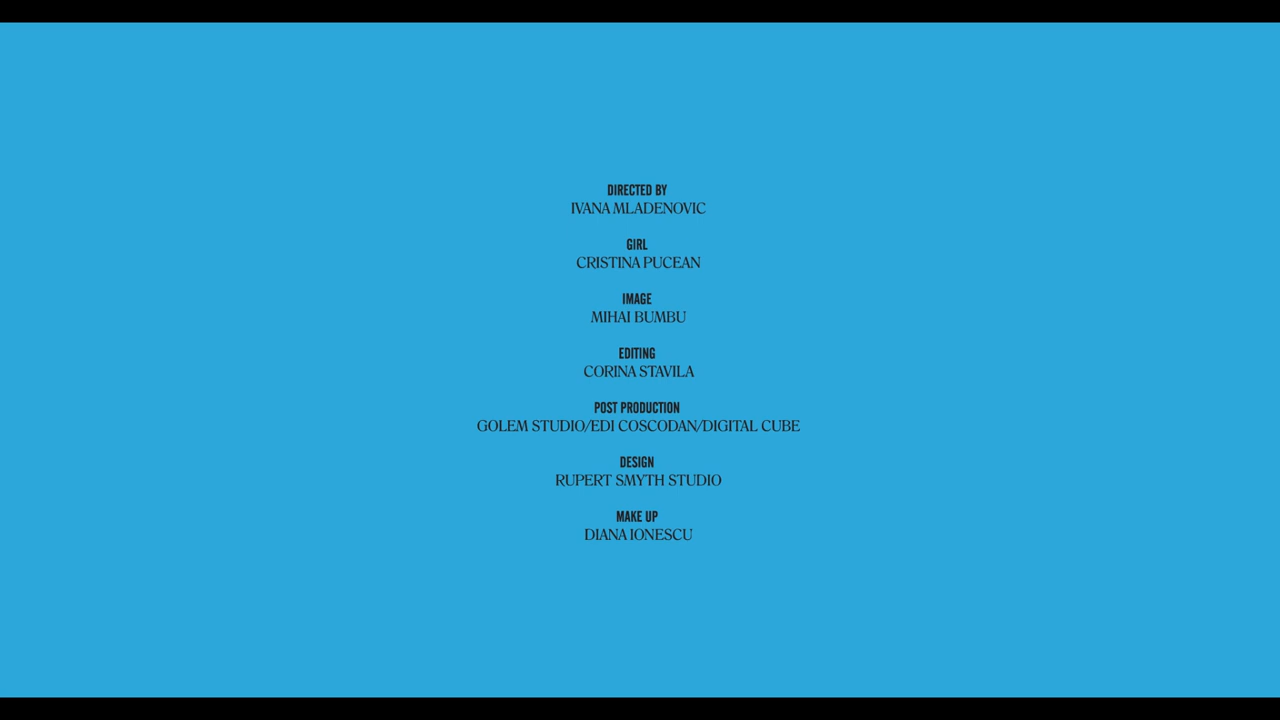 DIRECTED BY
IVANA MLADENOVIC
GIRL
CRISTINA PUCEAN
IMAGE
MIHAI BUMBU
EDITING
CORINA STAVILA
POST PRODUCTION
GOLEM STUDIO/EDI COSCODAN/DIGITAL CUBE
DESIGN
RUPERT SMYTH STUDIO
MAKE UP
DIANA IONESCU